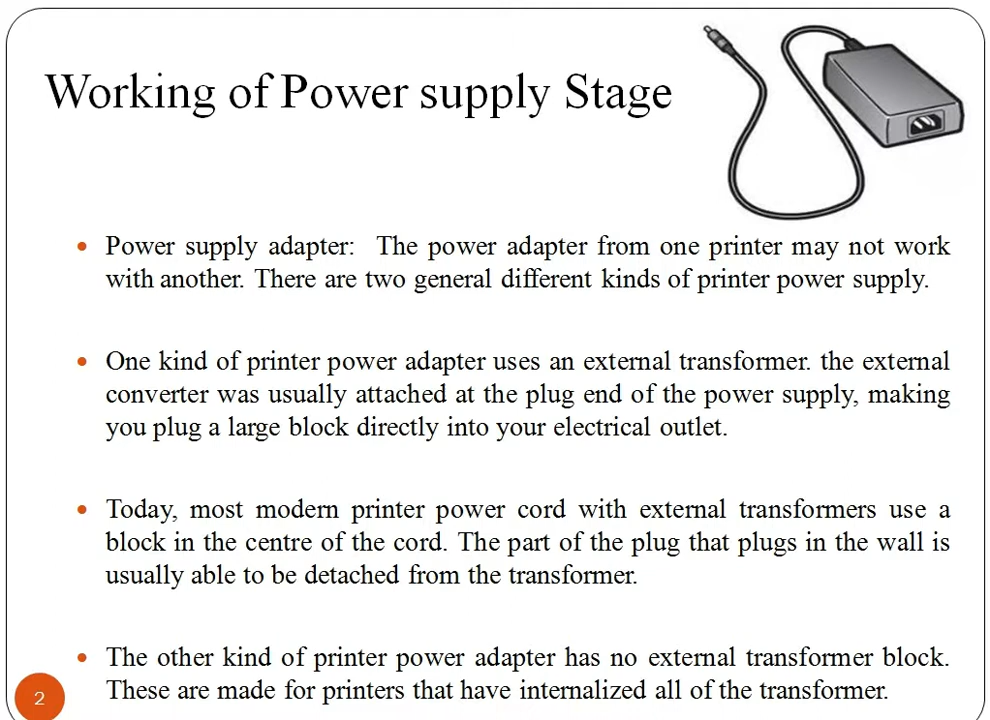 Working of Power supply Stage
• Power supply adapter: The power adapter from one printer may not work
with another. There are two general different kinds of printer power supply.
• One kind of printer power adapter uses an external transformer. the external
converter was usually attached at the plug end of the power supply, making
you plug a large block directly into your electrical outlet.
• Today, most modern printer power cord with external transformers use a
block in the centre of the cord. The part of the plug that plugs in the wall is
usually able to be detached from the transformer.
• The other kind of printer power adapter has no external transformer block.
These are made for printers that have internalized all of the transformer.
2